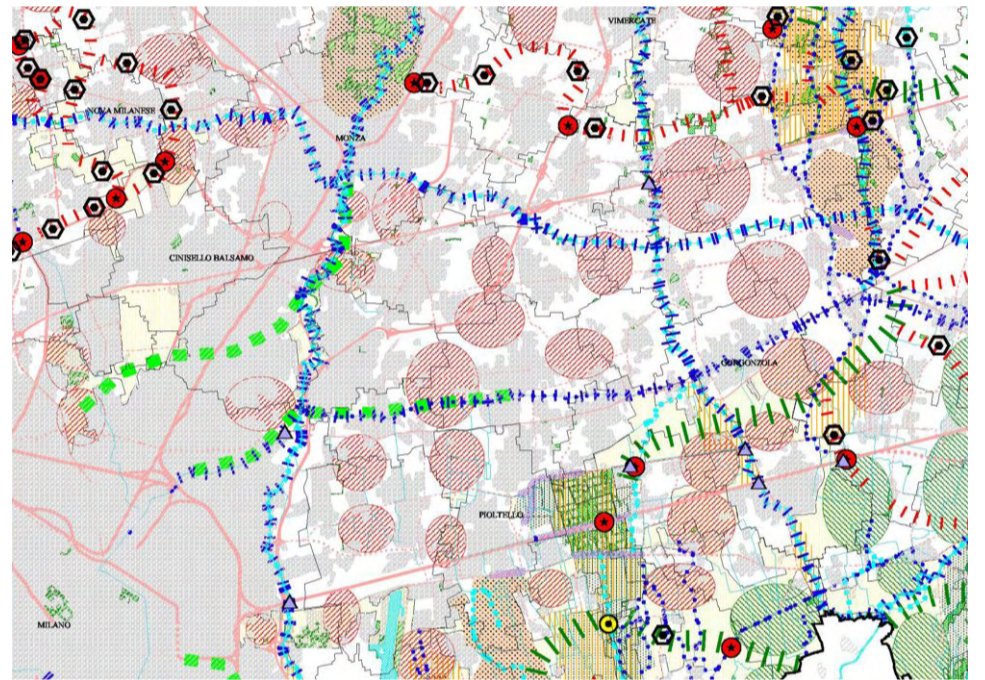 VIMERCATE
NOVA MILANESE
MONZA
CINISELLO BALSAMO
GORGONZOLA
PIOLTELLO
MILANO